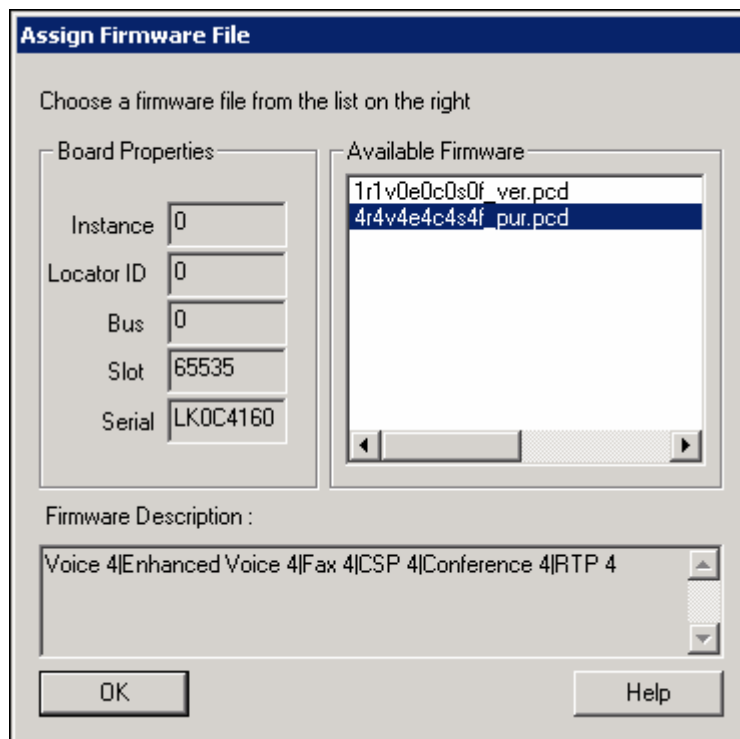 Assign Firmware File
Choose a firmware file from the list on the right
Board Properties
Instance 0
Locator ID 0
Bus 0
Slot 65535
Serial LK0C4160
Available Firmware
1r1v0e0c0s0f_ver.pcd
4r4v4e4c4s4f_pur.pcd
Firmware Description :
Voice 4|Enhanced Voice 4|Fax 4|CSP 4|Conference 4|RTP 4
OK
Help